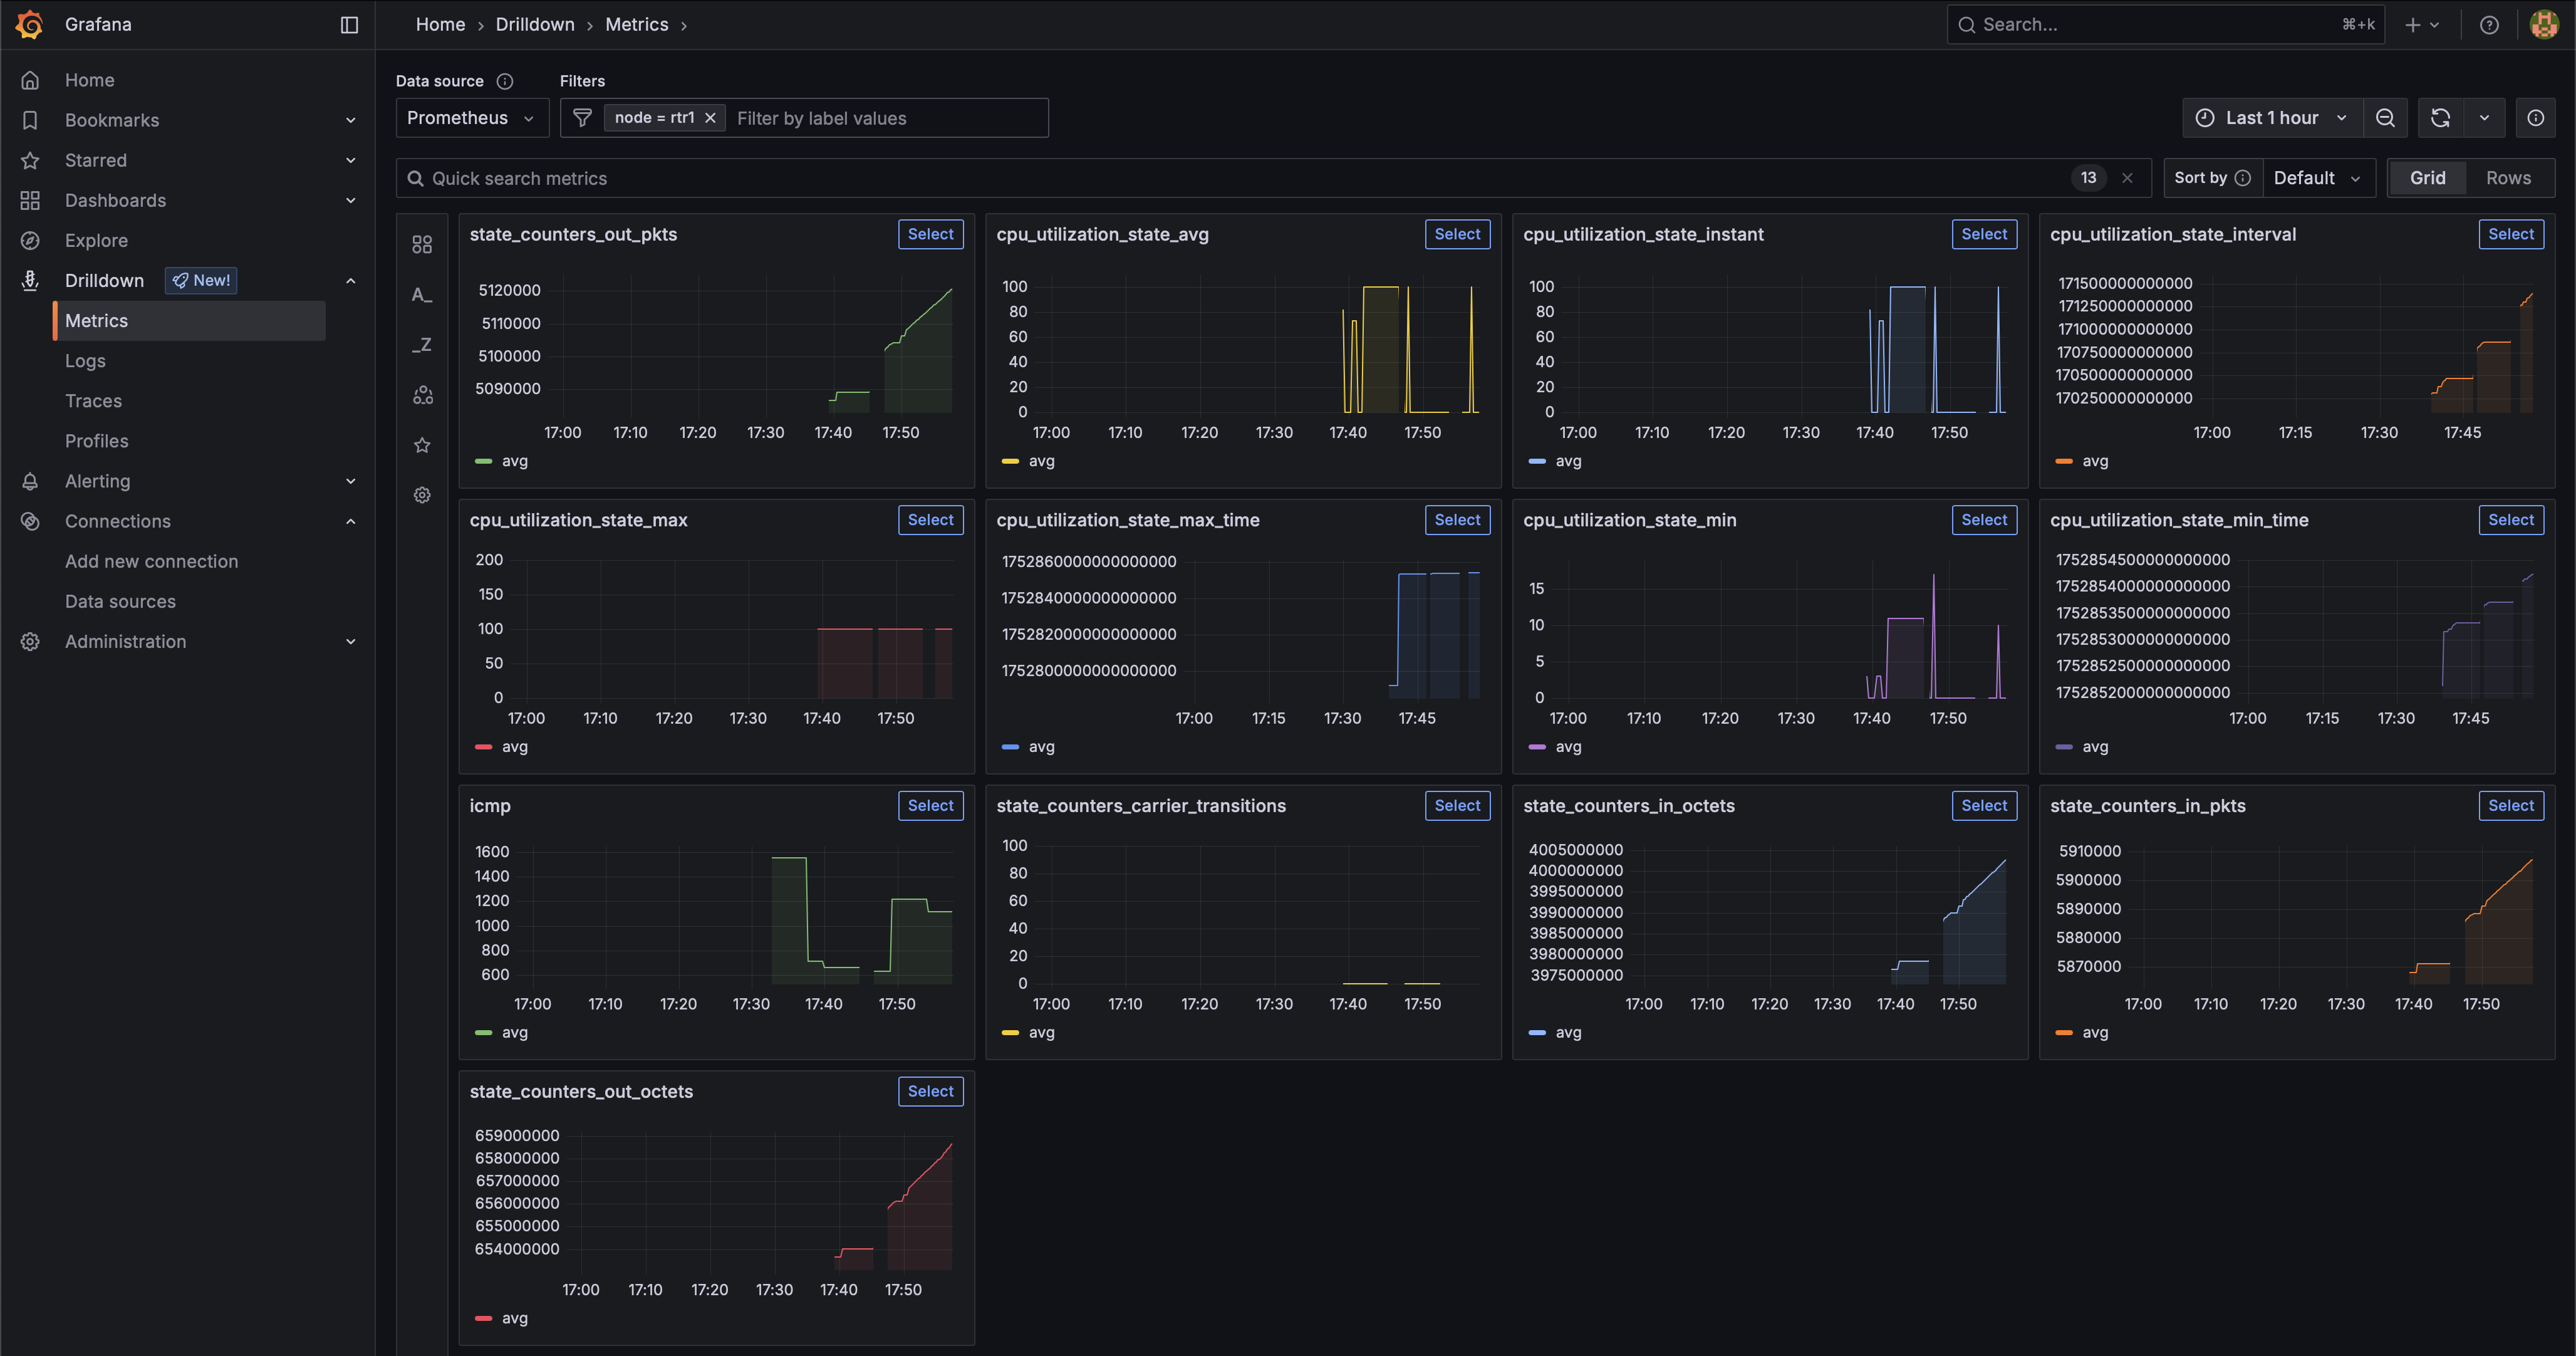 Grafana
Home › Drilldown › Metrics ›
Search...
⌘+k
Home
Bookmarks
Starred
Dashboards
Explore
Drilldown New!
Metrics
Logs
Traces
Profiles
Alerting
Connections
Add new connection
Data sources
Administration
Data source
Filters
Prometheus
node = rtr1
Filter by label values
Last 1 hour
Quick search metrics
13
Sort by
Default
Grid
Rows
A_
_Z
state_counters_out_pkts
Select
5120000
5110000
5100000
5090000
17:00 17:10 17:20 17:30 17:40 17:50
avg
cpu_utilization_state_avg
Select
100
80
60
40
20
0
17:00 17:10 17:20 17:30 17:40 17:50
avg
cpu_utilization_state_instant
Select
100
80
60
40
20
0
17:00 17:10 17:20 17:30 17:40 17:50
avg
cpu_utilization_state_interval
Select
171500000000000
171250000000000
171000000000000
170750000000000
170500000000000
170250000000000
17:00 17:15 17:30 17:45
avg
cpu_utilization_state_max
Select
200
150
100
50
0
17:00 17:10 17:20 17:30 17:40 17:50
avg
cpu_utilization_state_max_time
Select
1752860000000000000
1752840000000000000
1752820000000000000
1752800000000000000
17:00 17:15 17:30 17:45
avg
cpu_utilization_state_min
Select
15
10
5
0
17:00 17:10 17:20 17:30 17:40 17:50
avg
cpu_utilization_state_min_time
Select
1752854500000000000
1752854000000000000
1752853500000000000
1752853000000000000
1752852500000000000
1752852000000000000
17:00 17:15 17:30 17:45
avg
icmp
Select
1600
1400
1200
1000
800
600
17:00 17:10 17:20 17:30 17:40 17:50
avg
state_counters_carrier_transitions
Select
100
80
60
40
20
0
17:00 17:10 17:20 17:30 17:40 17:50
avg
state_counters_in_octets
Select
4005000000
4000000000
3995000000
3990000000
3985000000
3980000000
3975000000
17:00 17:10 17:20 17:30 17:40 17:50
avg
state_counters_in_pkts
Select
5910000
5900000
5890000
5880000
5870000
17:00 17:10 17:20 17:30 17:40 17:50
avg
state_counters_out_octets
Select
659000000
658000000
657000000
656000000
655000000
654000000
17:00 17:10 17:20 17:30 17:40 17:50
avg